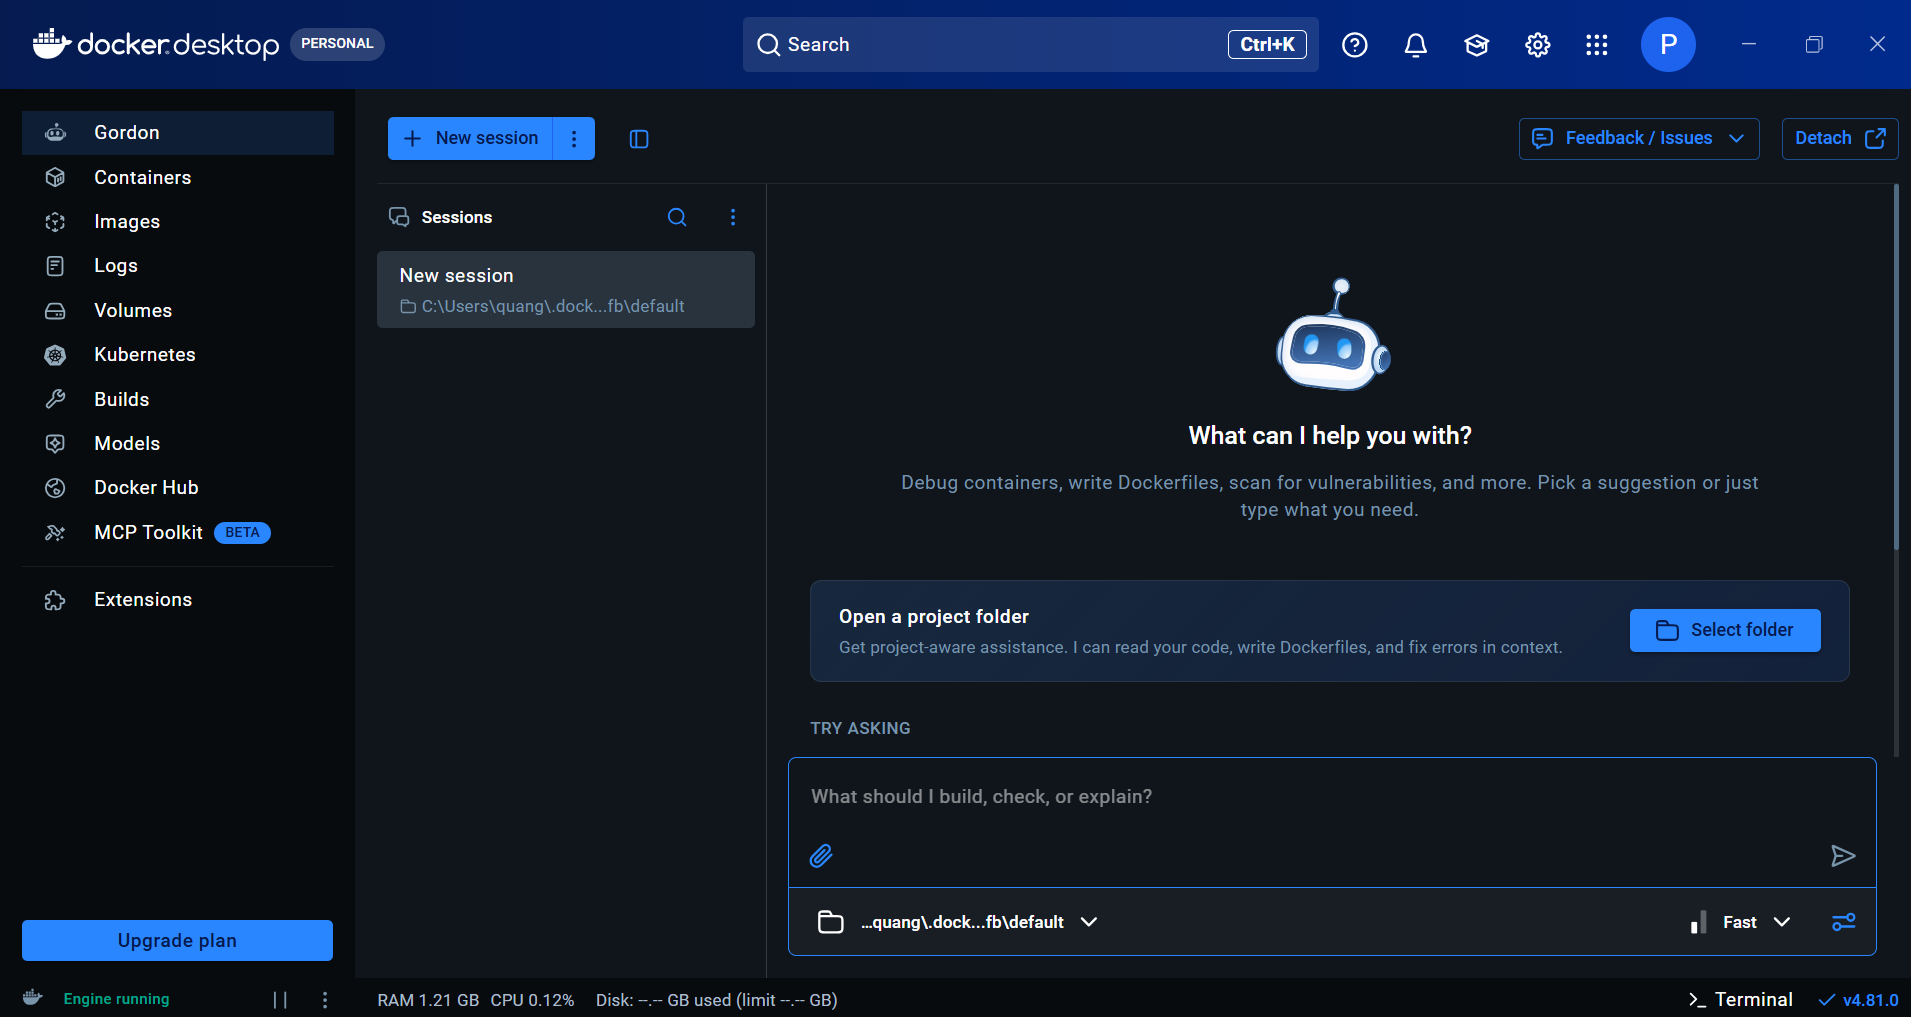 docker.desktop PERSONAL
Search Ctrl+K
P
Gordon
Containers
Images
Logs
Volumes
Kubernetes
Builds
Models
Docker Hub
MCP Toolkit BETA
Extensions
Upgrade plan
Engine running
New session
Feedback / Issues
Detach
Sessions
New session
C:\Users\quang\.dock...fb\default
What can I help you with?
Debug containers, write Dockerfiles, scan for vulnerabilities, and more. Pick a suggestion or just
type what you need.
Open a project folder
Get project-aware assistance. I can read your code, write Dockerfiles, and fix errors in context.
Select folder
TRY ASKING
What should I build, check, or explain?
...quang\.dock...fb\default
Fast
RAM 1.21 GB CPU 0.12% Disk: --.-- GB used (limit --.-- GB)
Terminal
v4.81.0